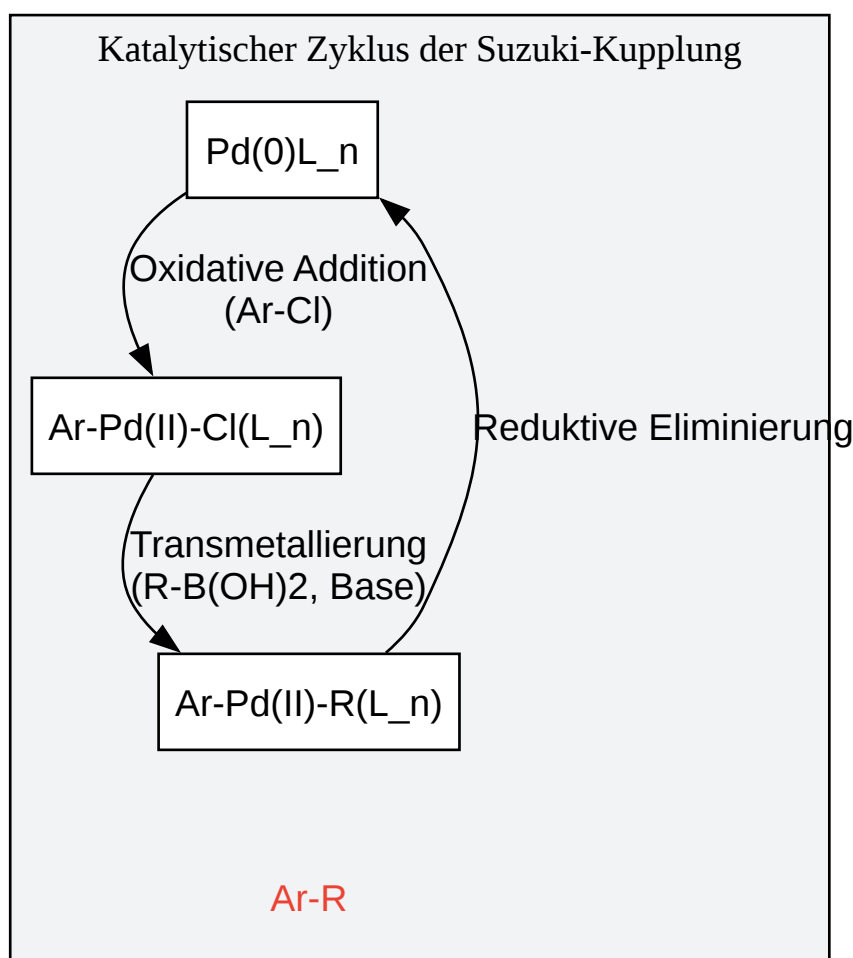 Katalytischer Zyklus der Suzuki-Kupplung
Pd(0)L_n
Oxidative Addition
(Ar-Cl)
Ar-Pd(II)-Cl(L_n)
Reduktive Eliminierung
Transmetallierung
(R-B(OH)2, Base)
Ar-Pd(II)-R(L_n)
Ar-R